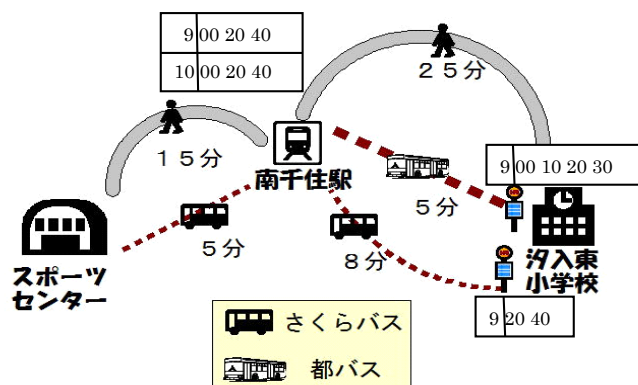 9 00 20 40
10 00 20 40
25分
15分
南千住駅
9 00 10 20 30
5分
5分
8分
汐入東
小学校
スポーツ
センター
9 20 40
さくらバス
都バス